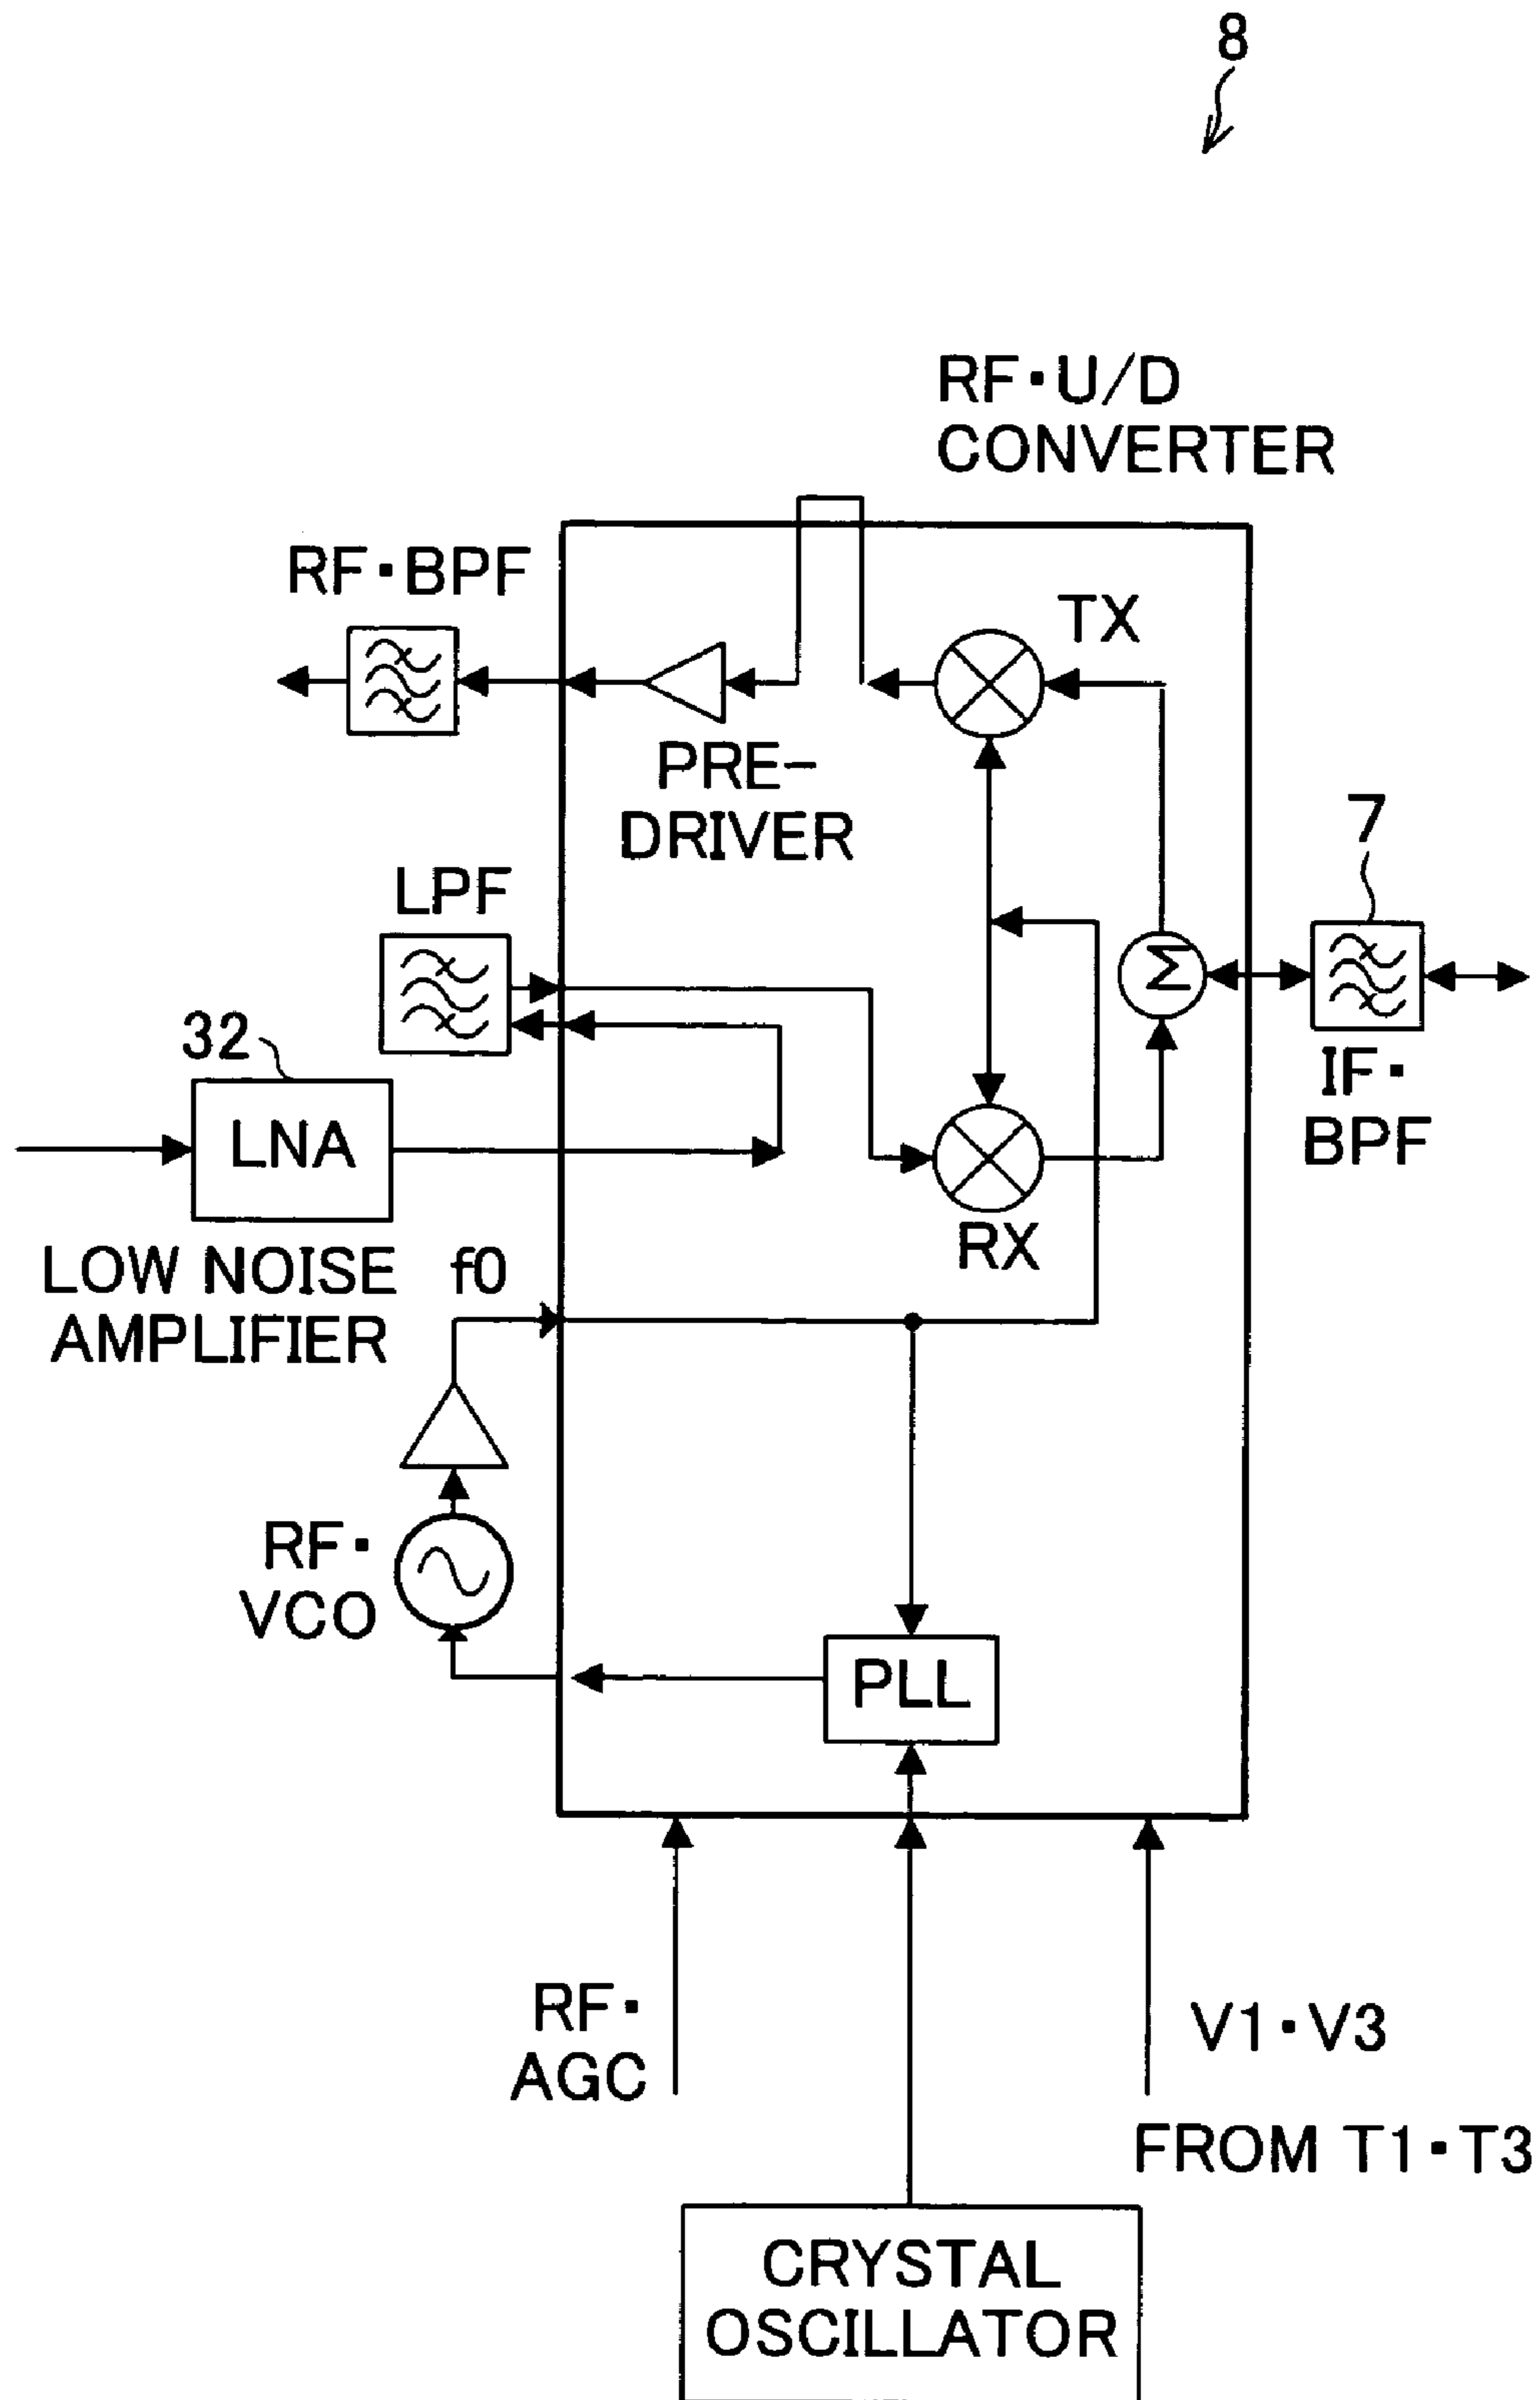 8
RF·U/D
CONVERTER
RF·BPF
TX
PRE-
DRIVER
7
LPF
Σ
32
IF·
BPF
LNA
RX
LOW NOISE
AMPLIFIER
f0
RF·
VCO
PLL
RF·
AGC
V1·V3
FROM T1·T3
CRYSTAL
OSCILLATOR